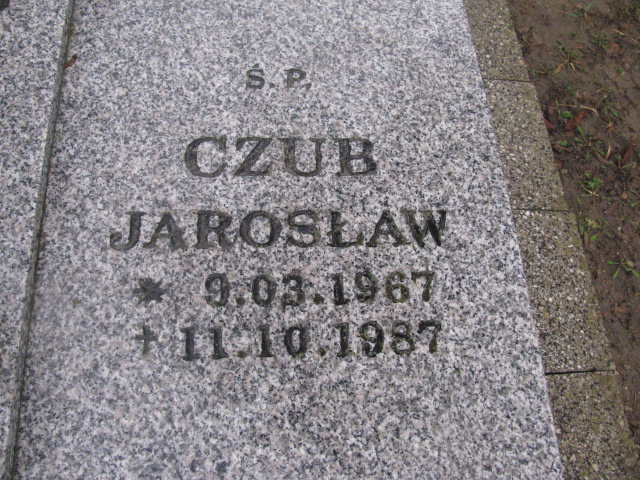 Ś.P.
CZUB
JAROSŁAW
* 9.03.1967
+ 11.10.1987